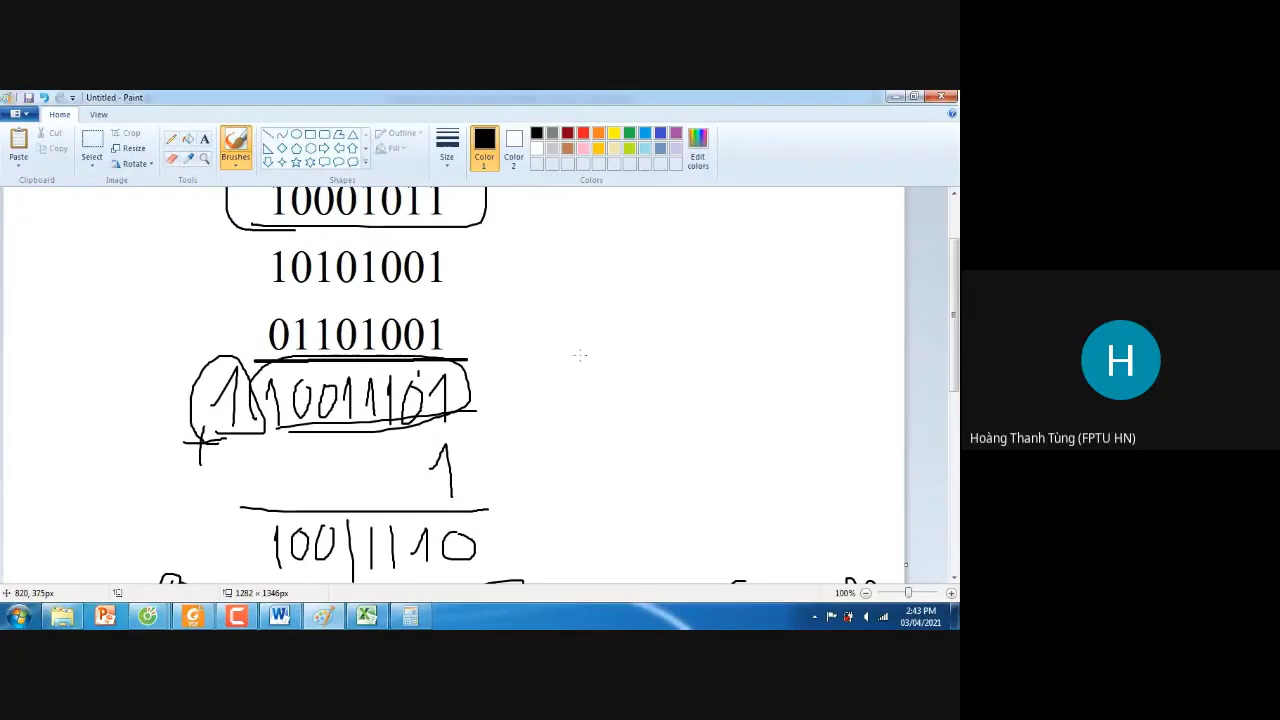 Untitled - Paint
Home
View
Paste
Cut
Copy
Clipboard
Select
Crop
Resize
Rotate
Image
A
Tools
Brushes
Outline
Fill
Shapes
Size
Color 1
Color 2
Edit colors
Colors
10001011
10101001
01101001
1 10011101
+
1
10011110
820, 375px
1282 × 1346px
100%
2:43 PM
03/04/2021
H
Hoàng Thanh Tùng (FPTU HN)